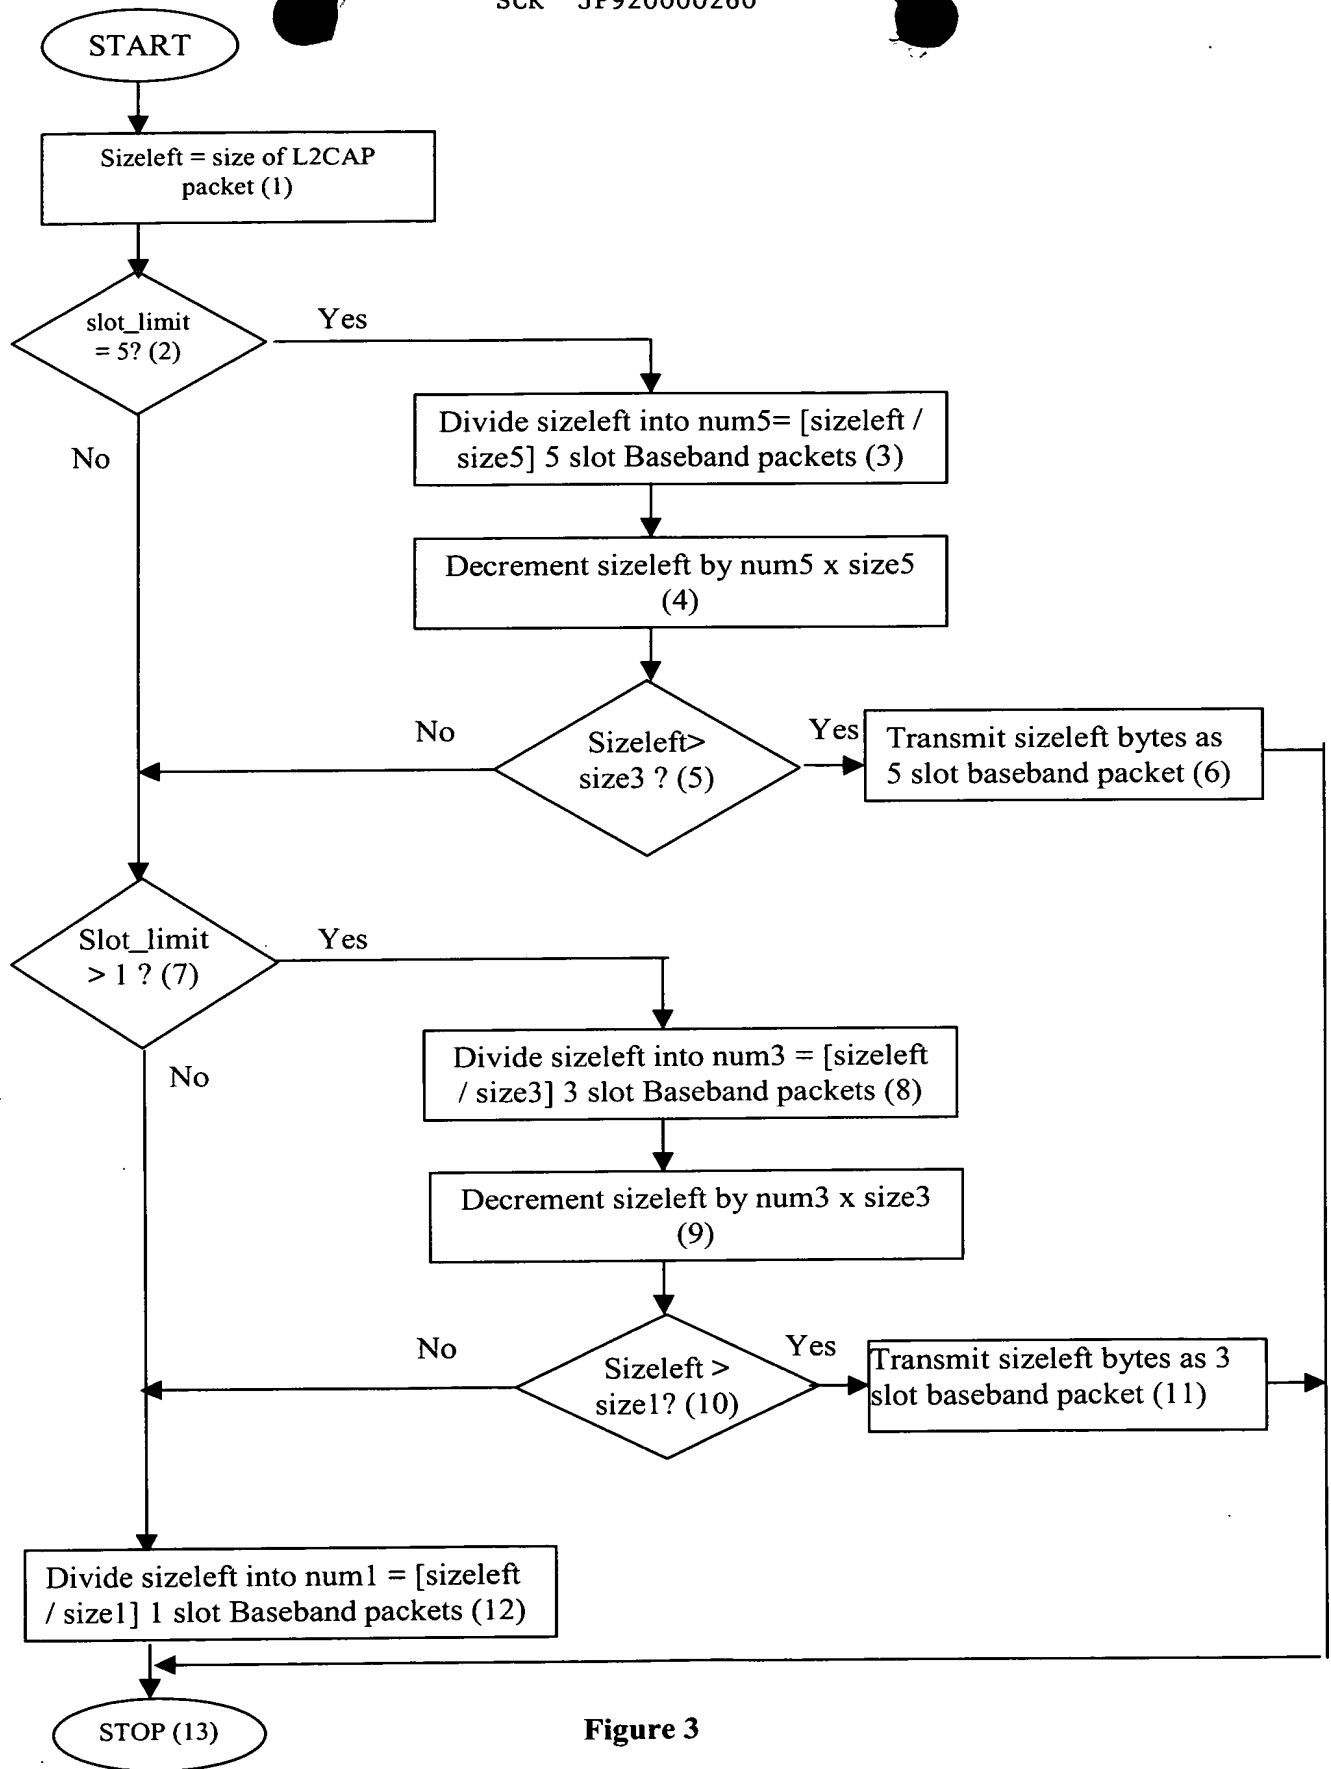 SCR JP920000260
START
Sizeleft = size of L2CAP
packet (1)
slot_limit
= 5? (2)
Yes
No
Divide sizeleft into num5= [sizeleft /
size5] 5 slot Baseband packets (3)
Decrement sizeleft by num5 x size5
(4)
Sizeleft>
size3 ? (5)
No
Yes
Transmit sizeleft bytes as
5 slot baseband packet (6)
Slot_limit
> 1 ? (7)
Yes
No
Divide sizeleft into num3 = [sizeleft
/ size3] 3 slot Baseband packets (8)
Decrement sizeleft by num3 x size3
(9)
Sizeleft >
size1? (10)
No
Yes
Transmit sizeleft bytes as 3
slot baseband packet (11)
Divide sizeleft into num1 = [sizeleft
/ size1] 1 slot Baseband packets (12)
STOP (13)
Figure 3